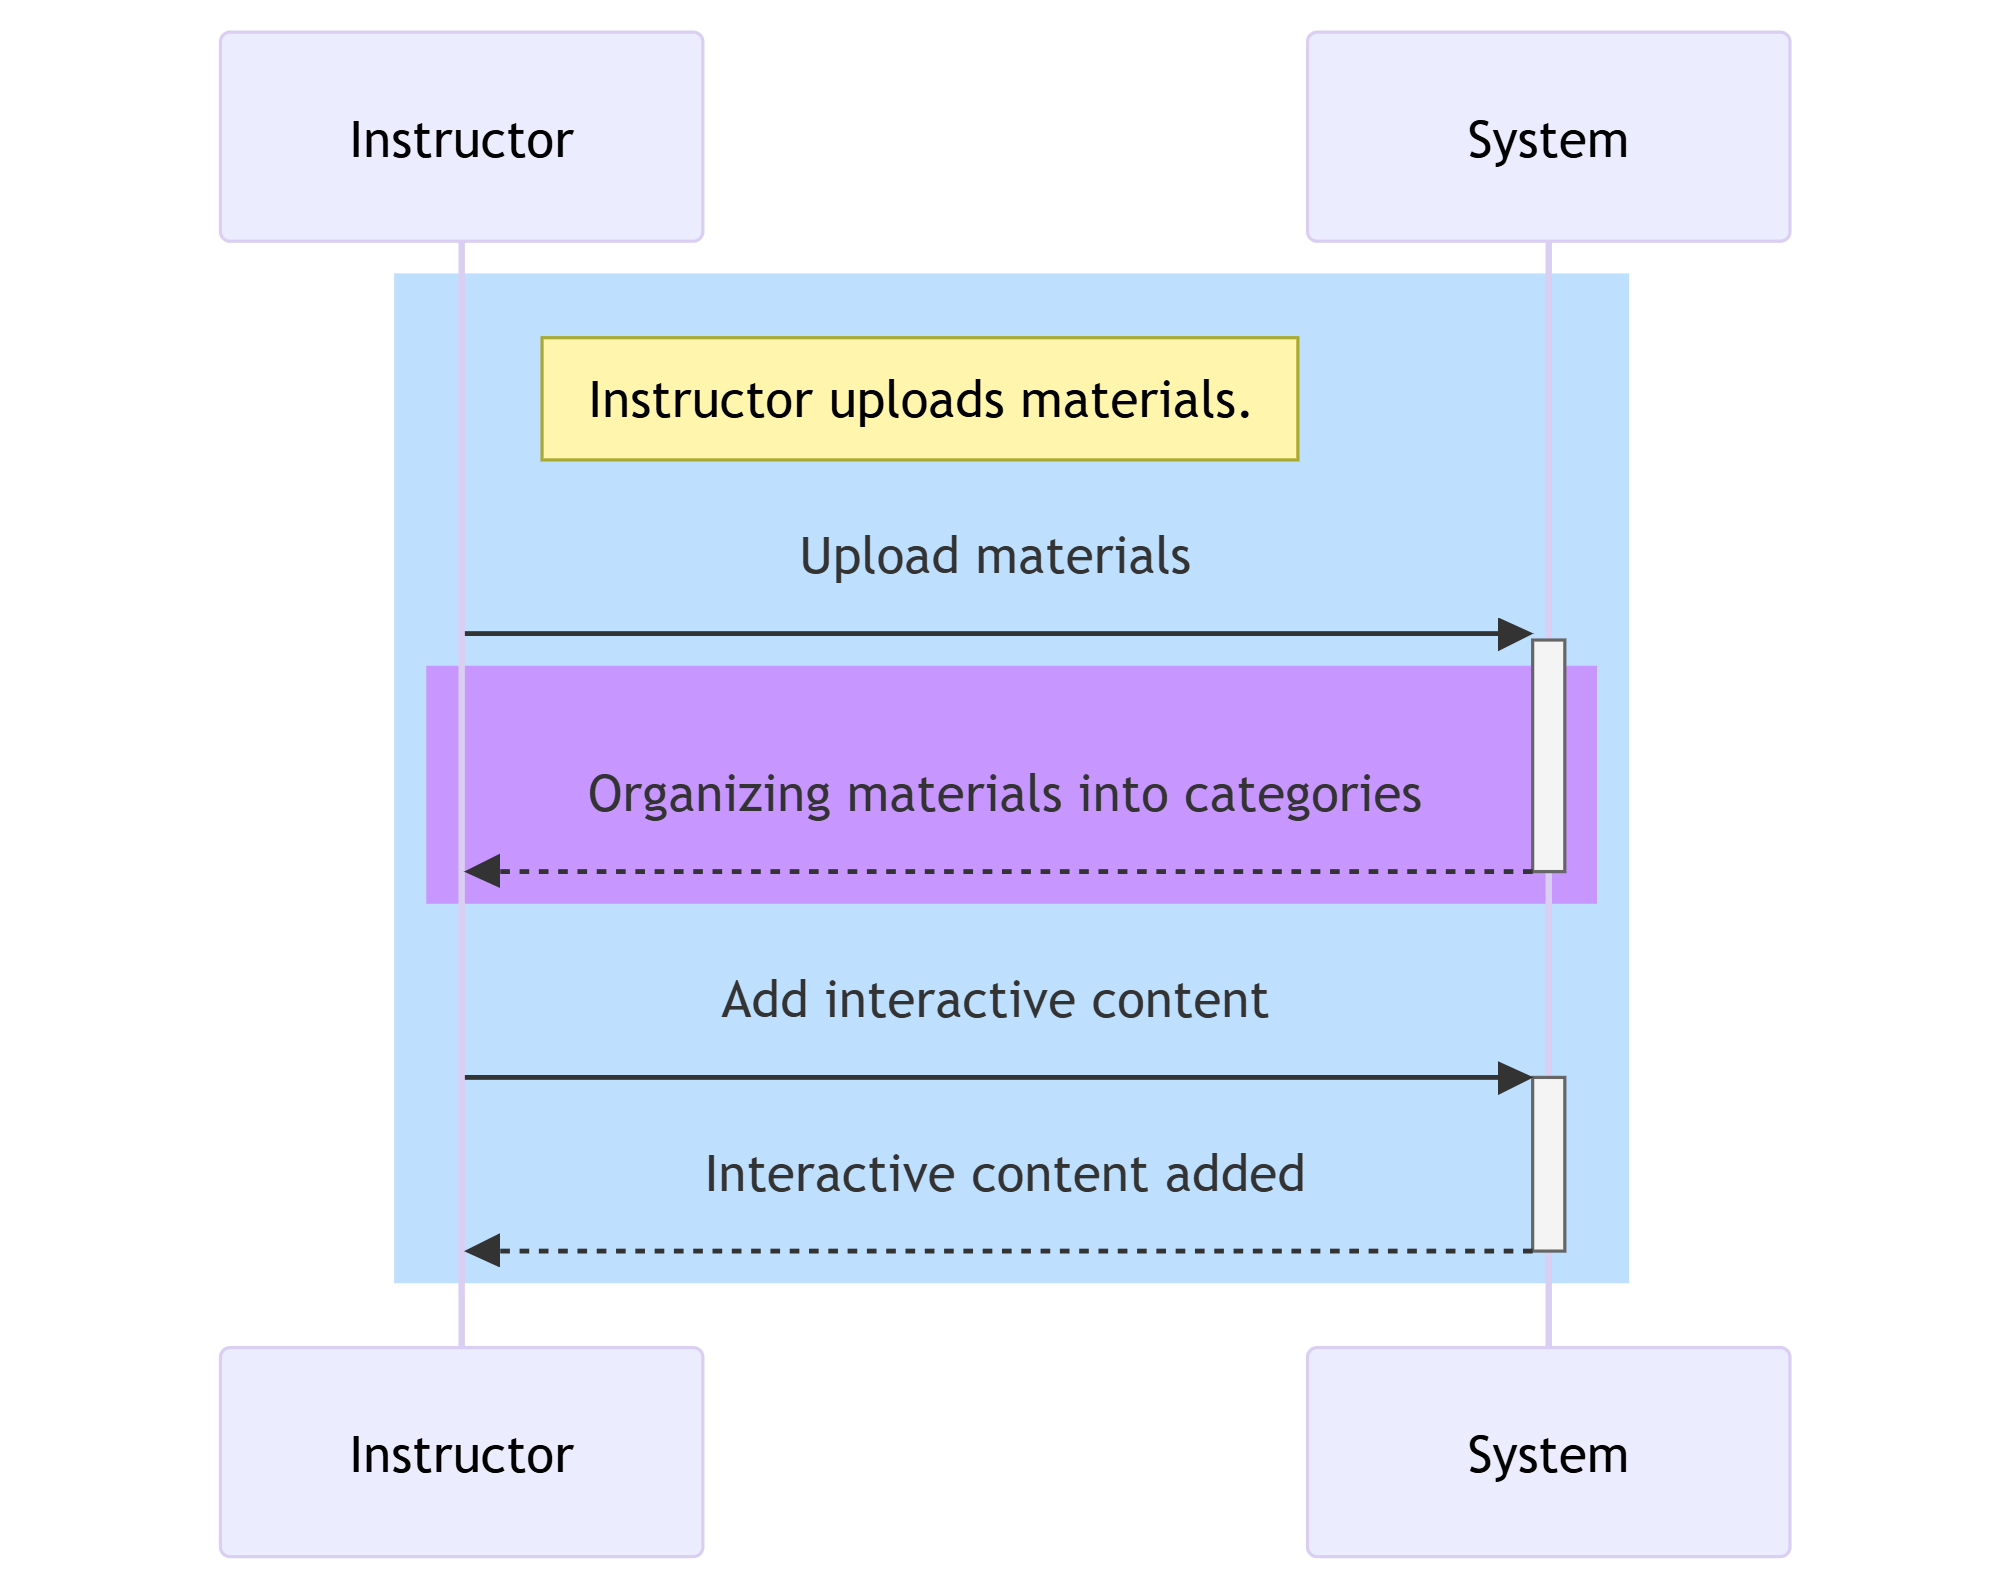 Instructor
System
Instructor uploads materials.
Upload materials
Organizing materials into categories
Add interactive content
Interactive content added
Instructor
System